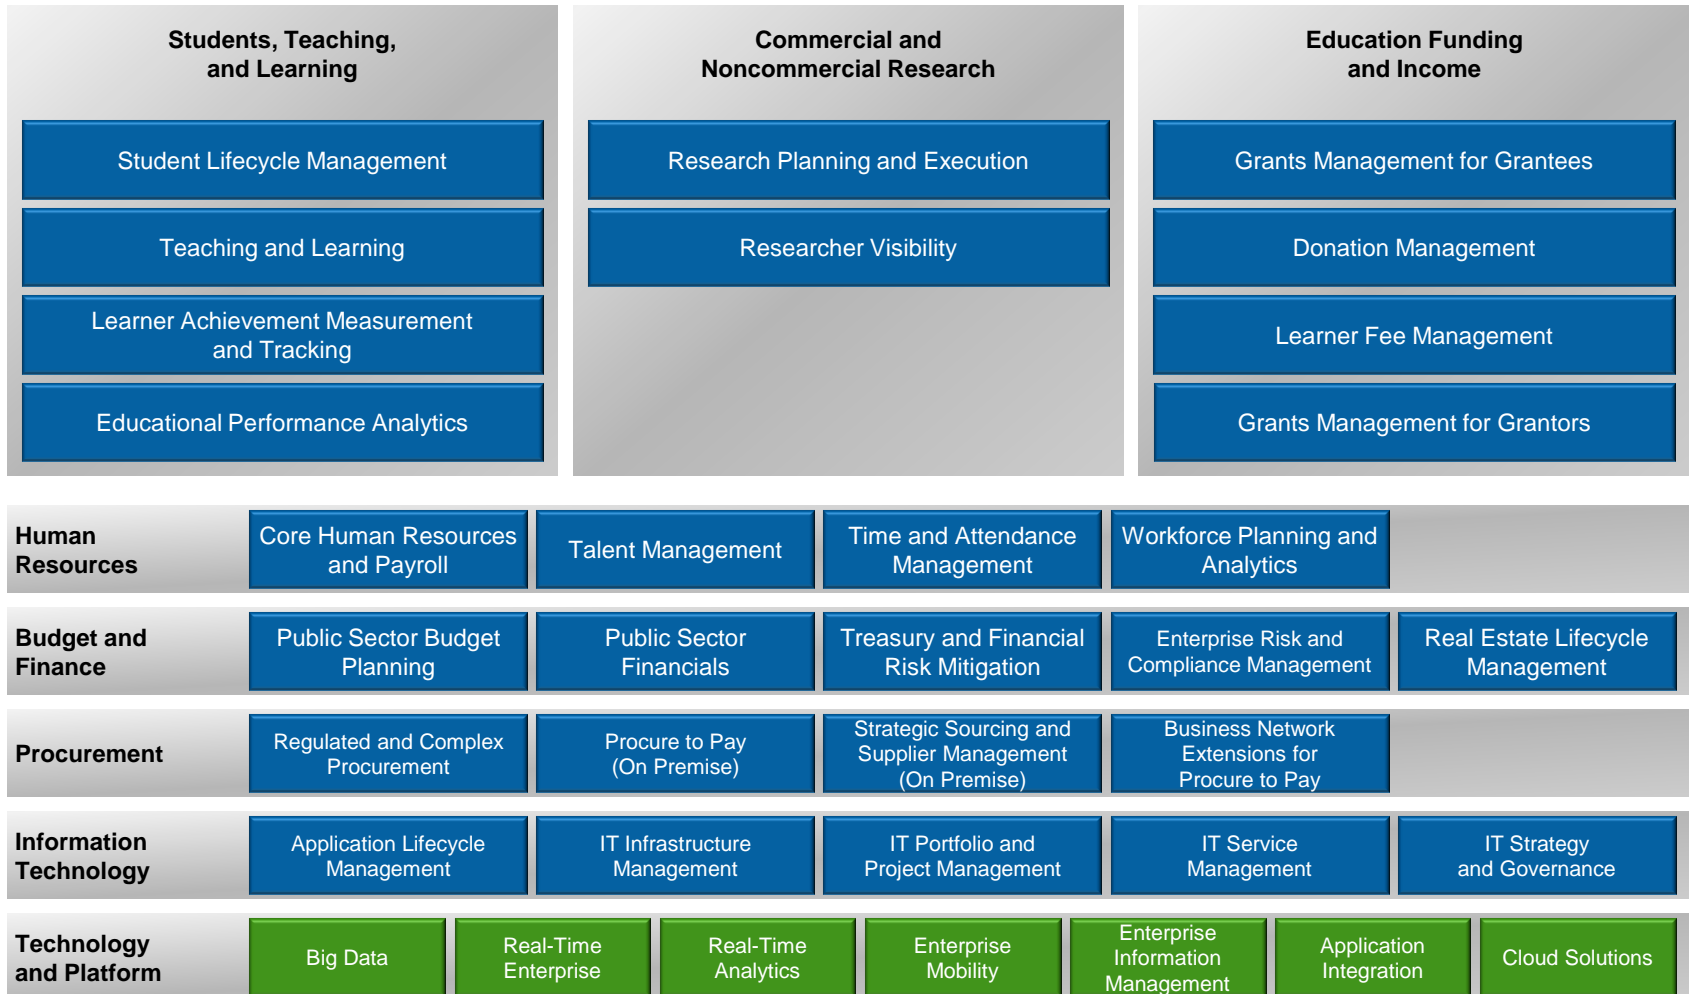 Students, Teaching,
and Learning
Student Lifecycle Management
Teaching and Learning
Learner Achievement Measurement
and Tracking
Educational Performance Analytics
Commercial and
Noncommercial Research
Research Planning and Execution
Researcher Visibility
Education Funding
and Income
Grants Management for Grantees
Donation Management
Learner Fee Management
Grants Management for Grantors
Human
Resources
Core Human Resources
and Payroll
Talent Management
Time and Attendance
Management
Workforce Planning and
Analytics
Budget and
Finance
Public Sector Budget
Planning
Public Sector
Financials
Treasury and Financial
Risk Mitigation
Enterprise Risk and
Compliance Management
Real Estate Lifecycle
Management
Procurement
Regulated and Complex
Procurement
Procure to Pay
(On Premise)
Strategic Sourcing and
Supplier Management
(On Premise)
Business Network
Extensions for
Procure to Pay
Information
Technology
Application Lifecycle
Management
IT Infrastructure
Management
IT Portfolio and
Project Management
IT Service
Management
IT Strategy
and Governance
Technology
and Platform
Big Data
Real-Time
Enterprise
Real-Time
Analytics
Enterprise
Mobility
Enterprise
Information
Management
Application
Integration
Cloud Solutions